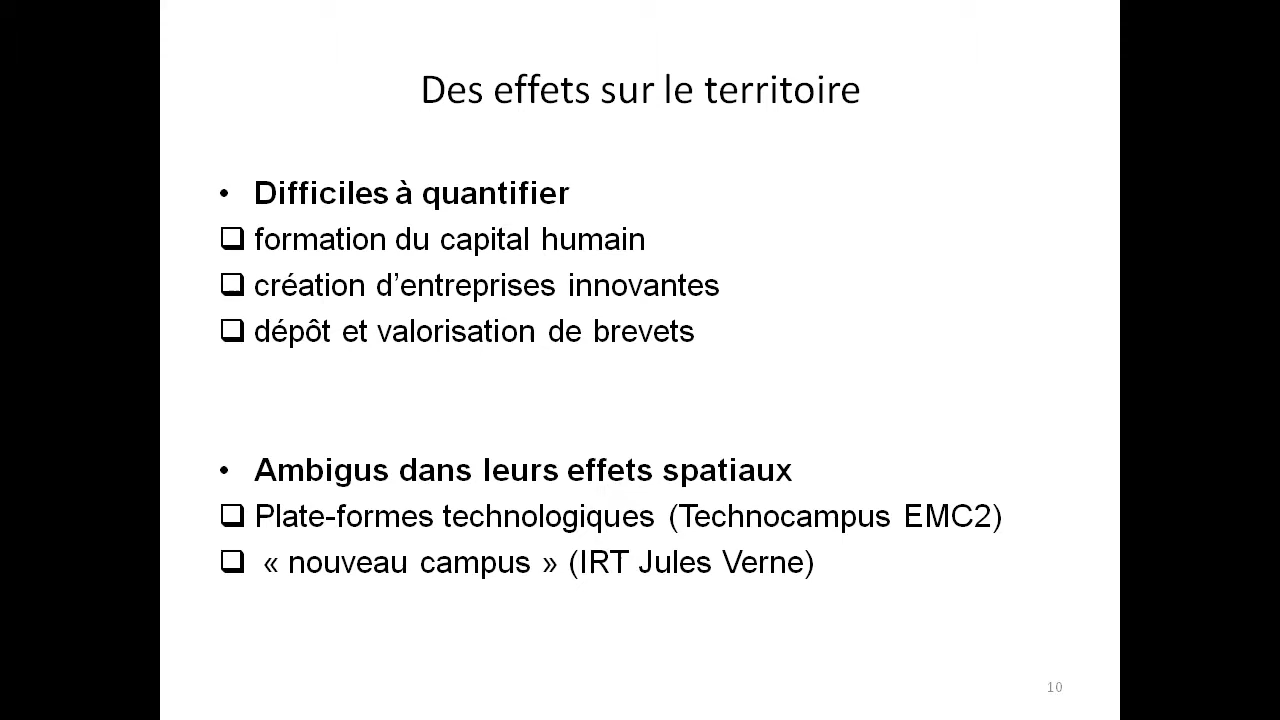 Des effets sur le territoire
• Difficiles à quantifier
❑ formation du capital humain
❑ création d’entreprises innovantes
❑ dépôt et valorisation de brevets
• Ambigus dans leurs effets spatiaux
❑ Plate-formes technologiques (Technocampus EMC2)
❑ « nouveau campus » (IRT Jules Verne)
10